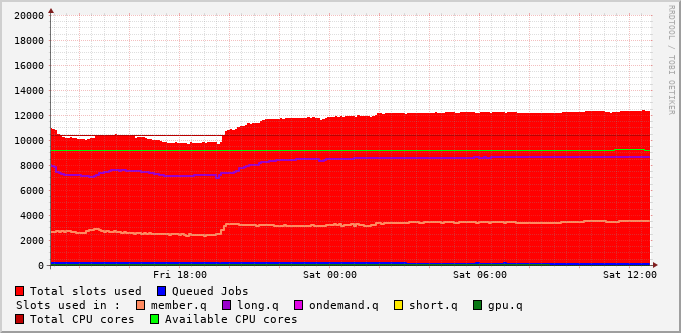 20000
18000
16000
14000
12000
10000
8000
6000
4000
2000
0
Fri 18:00 Sat 00:00 Sat 06:00 Sat 12:00
Total slots used Queued Jobs
Slots used in : member.q long.q ondemand.q short.q gpu.q
Total CPU cores Available CPU cores
RRDTOOL / TOBI OETIKER